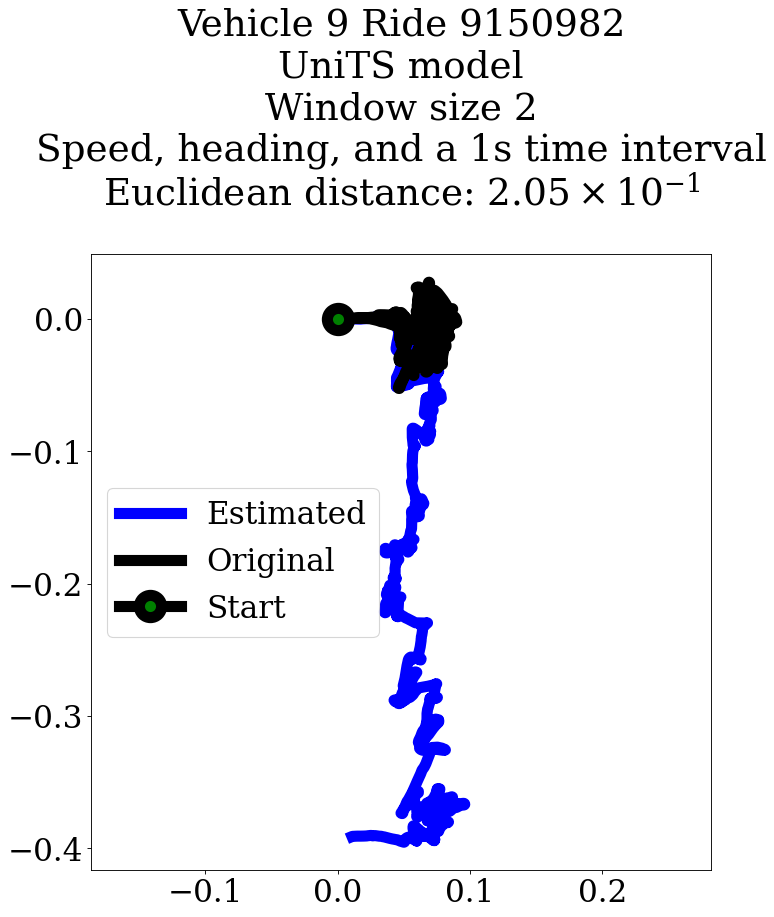 Vehicle 9 Ride 9150982
UniTS model
Window size 2
Speed, heading, and a 1s time interval
Euclidean distance: 2.05 × 10⁻¹
0.0
−0.1
−0.2
−0.3
−0.4
Estimated
Original
Start
−0.1 0.0 0.1 0.2